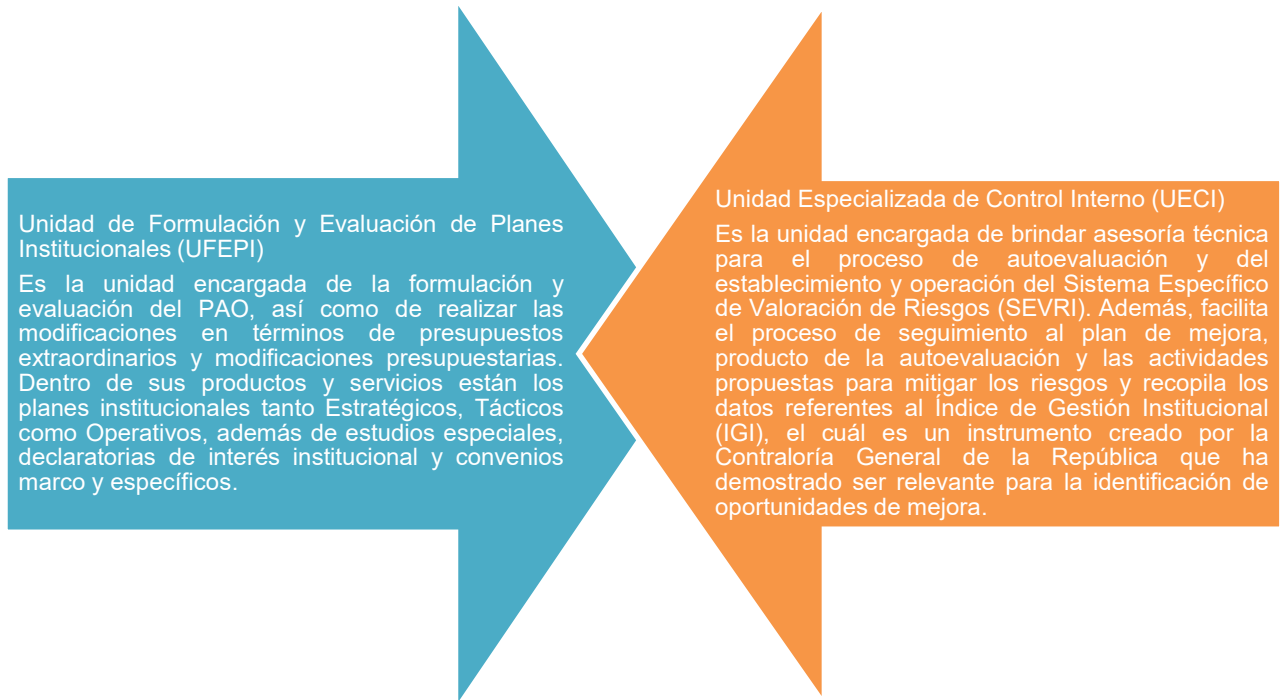 Unidad de Formulación y Evaluación de Planes
Institucionales (UFEPI)
Es la unidad encargada de la formulación y
evaluación del PAO, así como de realizar las
modificaciones en términos de presupuestos
extraordinarios y modificaciones presupuestarias.
Dentro de sus productos y servicios están los
planes institucionales tanto Estratégicos, Tácticos
como Operativos, además de estudios especiales,
declaratorias de interés institucional y convenios
marco y específicos.
Unidad Especializada de Control Interno (UECI)
Es la unidad encargada de brindar asesoría técnica
para el proceso de autoevaluación y del
establecimiento y operación del Sistema Específico
de Valoración de Riesgos (SEVRI). Además, facilita
el proceso de seguimiento al plan de mejora,
producto de la autoevaluación y las actividades
propuestas para mitigar los riesgos y recopila los
datos referentes al Índice de Gestión Institucional
(IGI), el cuál es un instrumento creado por la
Contraloría General de la República que ha
demostrado ser relevante para la identificación de
oportunidades de mejora.